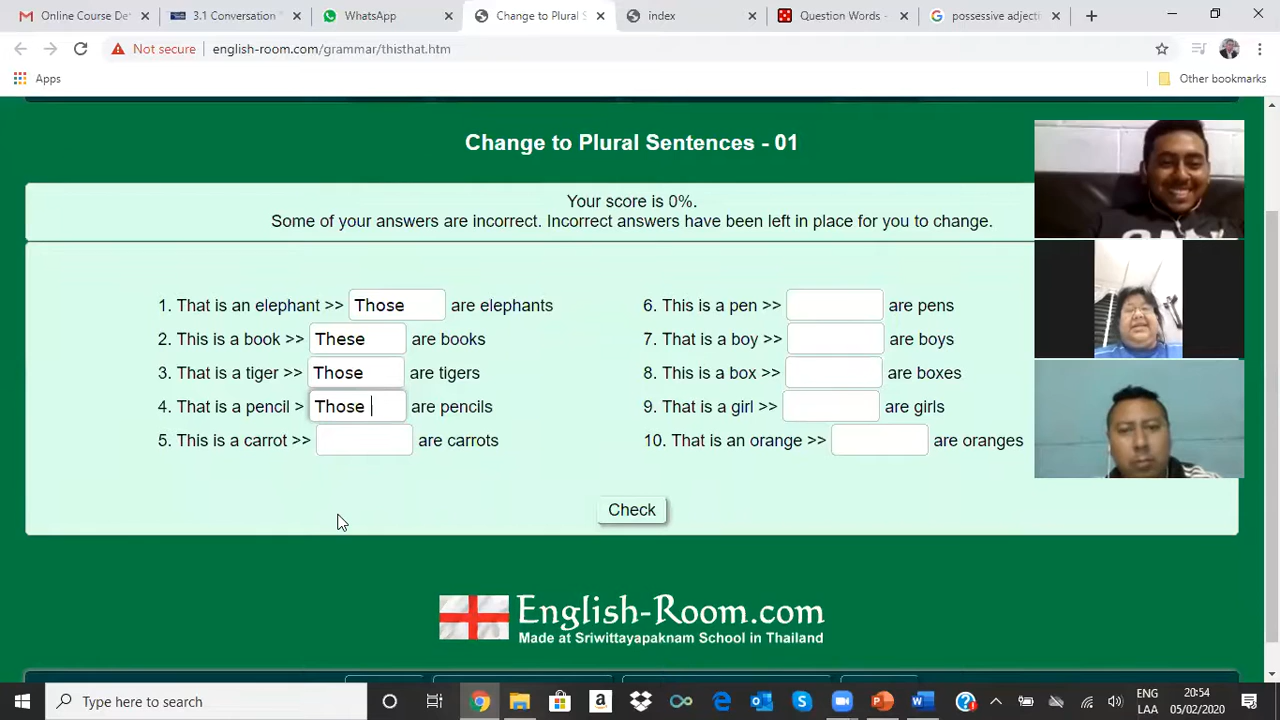 Online Course De
3.1 Conversation
WhatsApp
Change to Plural S
index
Question Words -
possessive adjecti
Not secure
english-room.com/grammar/thisthat.htm
Apps
Other bookmarks
Change to Plural Sentences - 01
Your score is 0%.
Some of your answers are incorrect. Incorrect answers have been left in place for you to change.
1. That is an elephant >> Those are elephants
2. This is a book >> These are books
3. That is a tiger >> Those are tigers
4. That is a pencil > Those are pencils
5. This is a carrot >> are carrots
6. This is a pen >> are pens
7. That is a boy >> are boys
8. This is a box >> are boxes
9. That is a girl >> are girls
10. That is an orange >> are oranges
Check
English-Room.com
Made at Sriwittayapaknam School in Thailand
Type here to search
ENG
LAA
20:54
05/02/2020